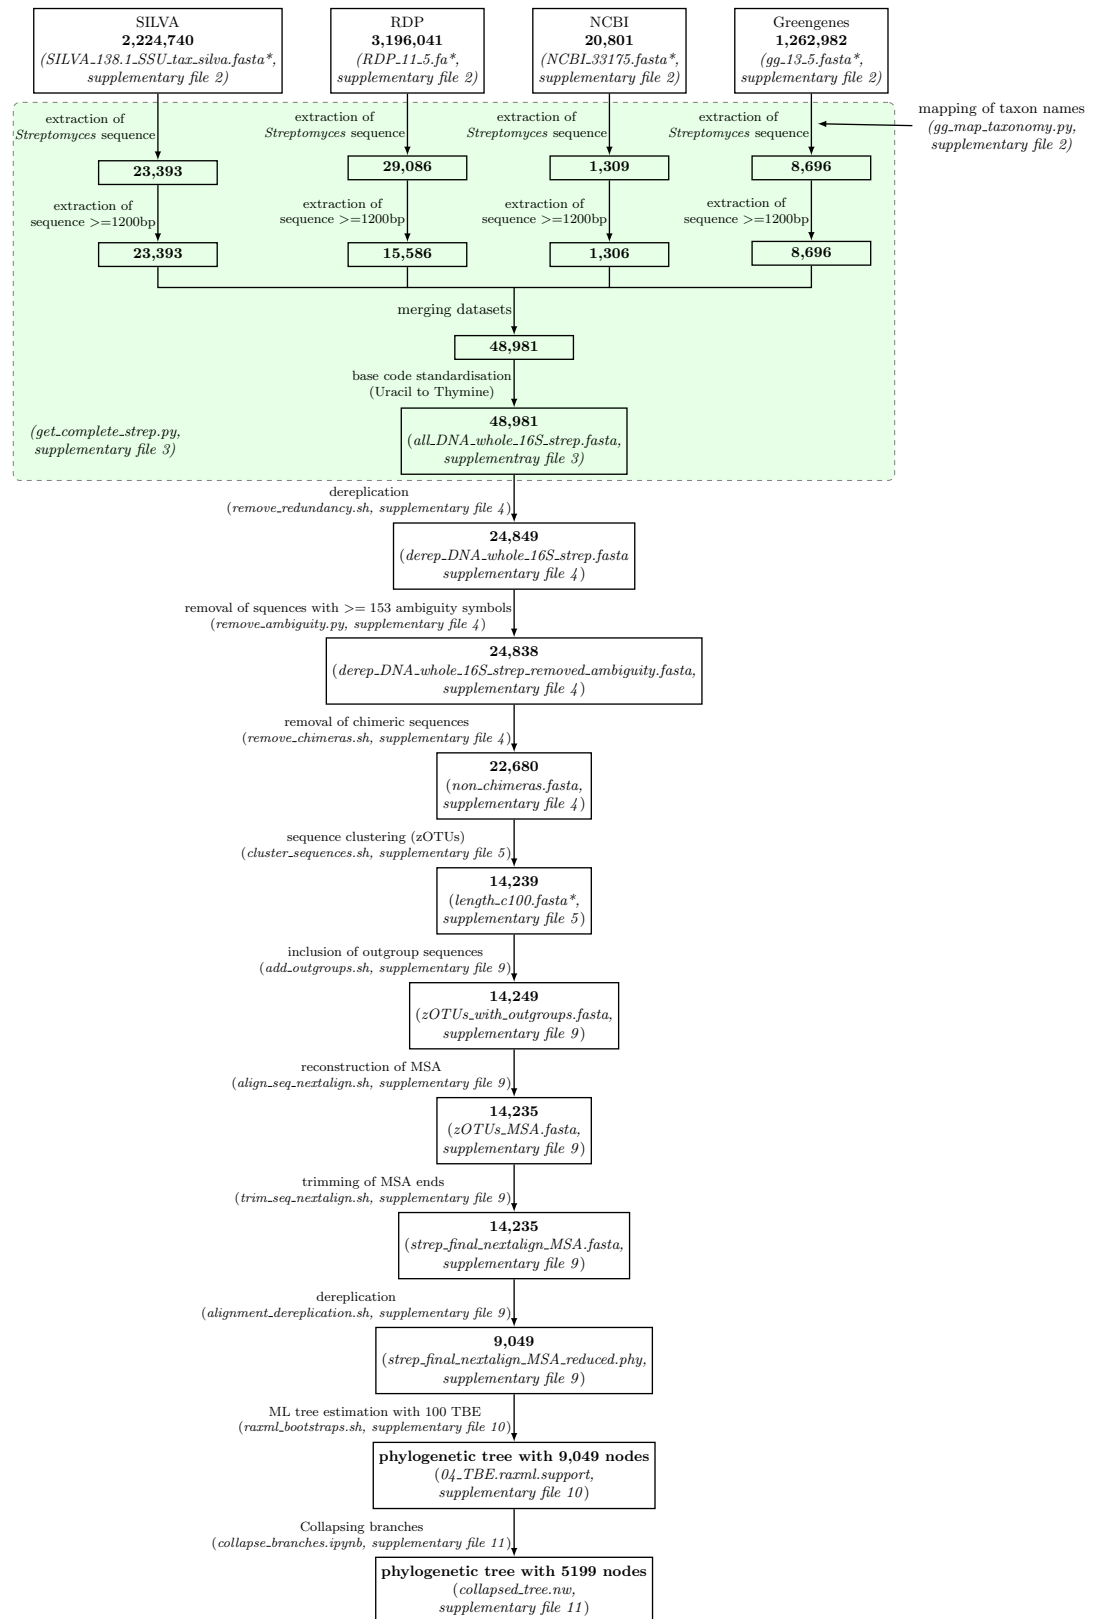 SILVA
2,224,740
(SILVA_138.1_SSU_tax_silva.fasta*,
supplementary file 2)
RDP
3,196,041
(RDP_11_5.fa*,
supplementary file 2)
NCBI
20,801
(NCBI_33175.fasta*,
supplementary file 2)
Greengenes
1,262,982
(gg_13_5.fasta*,
supplementary file 2)
mapping of taxon names
(gg_map_taxonomy.py,
supplementary file 2)
extraction of
Streptomyces sequence
extraction of
Streptomyces sequence
extraction of
Streptomyces sequence
extraction of
Streptomyces sequence
23,393
29,086
1,309
8,696
extraction of
sequence >=1200bp
extraction of
sequence >=1200bp
extraction of
sequence >=1200bp
extraction of
sequence >=1200bp
23,393
15,586
1,306
8,696
merging datasets
48,981
base code standardisation
(Uracil to Thymine)
48,981
(all_DNA_whole_16S_strep.fasta,
supplementray file 3)
(get_complete_strep.py,
supplementary file 3)
dereplication
(remove_redundancy.sh, supplementary file 4)
24,849
(derep_DNA_whole_16S_strep.fasta
supplementary file 4)
removal of squences with >= 153 ambiguity symbols
(remove_ambiguity.py, supplementary file 4)
24,838
(derep_DNA_whole_16S_strep_removed_ambiguity.fasta,
supplementary file 4)
removal of chimeric sequences
(remove_chimeras.sh, supplementary file 4)
22,680
(non_chimeras.fasta,
supplementary file 4)
sequence clustering (zOTUs)
(cluster_sequences.sh, supplementary file 5)
14,239
(length_c100.fasta*,
supplementary file 5)
inclusion of outgroup sequences
(add_outgroups.sh, supplementary file 9)
14,249
(zOTUs_with_outgroups.fasta,
supplementary file 9)
reconstruction of MSA
(align_seq_nextalign.sh, supplementary file 9)
14,235
(zOTUs_MSA.fasta,
supplementary file 9)
trimming of MSA ends
(trim_seq_nextalign.sh, supplementary file 9)
14,235
(strep_final_nextalign_MSA.fasta,
supplementary file 9)
dereplication
(alignment_dereplication.sh, supplementary file 9)
9,049
(strep_final_nextalign_MSA_reduced.phy,
supplementary file 9)
ML tree estimation with 100 TBE
(raxml_bootstraps.sh, supplementary file 10)
phylogenetic tree with 9,049 nodes
(04_TBE.raxml.support,
supplementary file 10)
Collapsing branches
(collapse_branches.ipynb, supplementary file 11)
phylogenetic tree with 5199 nodes
(collapsed_tree.nw,
supplementary file 11)